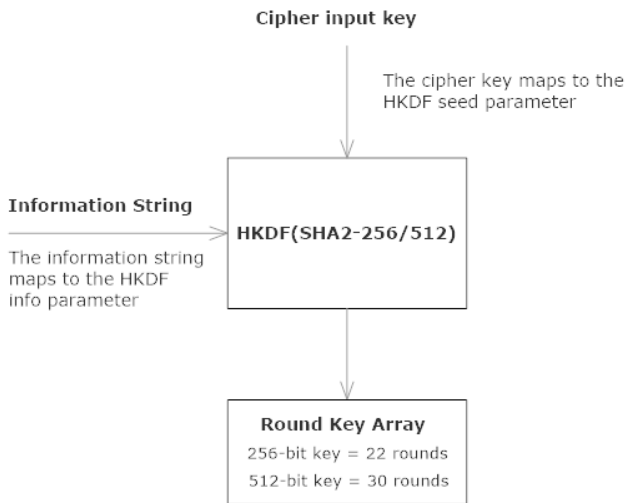 Cipher input key
The cipher key maps to the
HKDF seed parameter
Information String
HKDF(SHA2-256/512)
The information string
maps to the HKDF
info parameter
Round Key Array
256-bit key = 22 rounds
512-bit key = 30 rounds